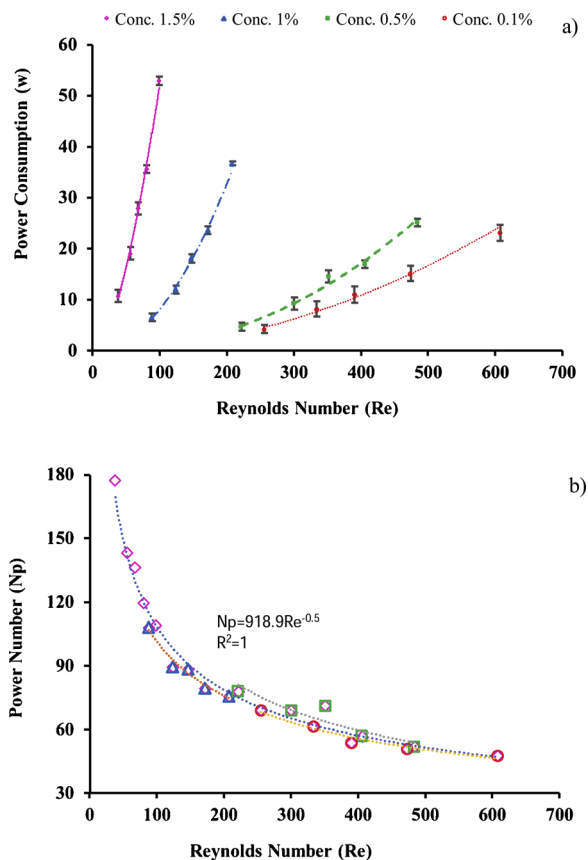 Conc. 1.5% Conc. 1% Conc. 0.5% Conc. 0.1%
a)
Power Consumption (w)
60
50
40
30
20
10
0
0 100 200 300 400 500 600 700
Reynolds Number (Re)
b)
Power Number (Np)
180
150
120
90
60
30
Np=918.9Re-0.5
R2=1
0 100 200 300 400 500 600 700
Reynolds Number (Re)